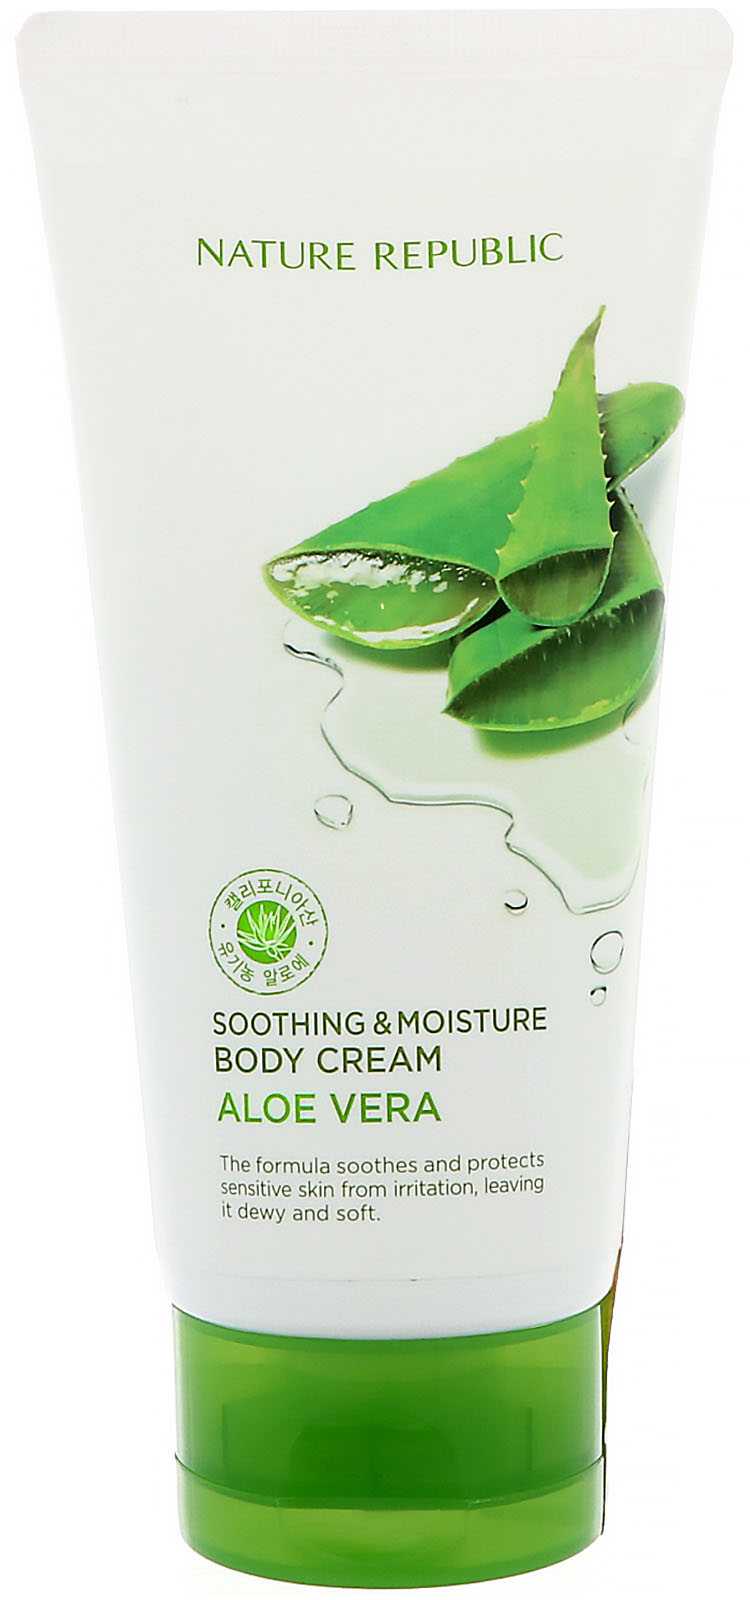 NATURE REPUBLIC
캘리포니아산
유기농 알로에
SOOTHING & MOISTURE
BODY CREAM
ALOE VERA
The formula soothes and protects
sensitive skin from irritation, leaving
it dewy and soft.